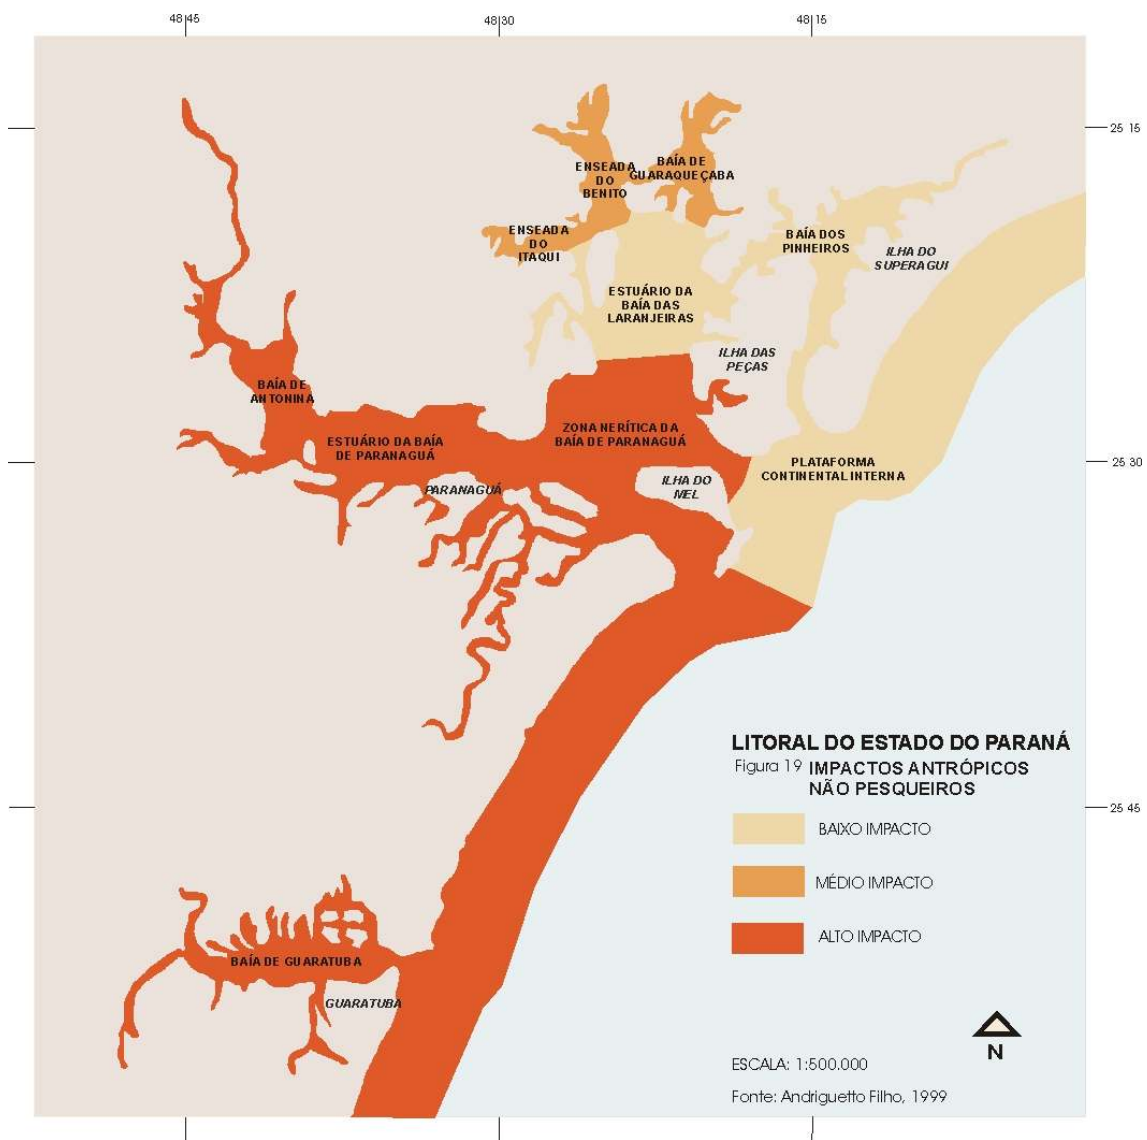 48 45
48 30
48 15
25 15
ENSEADA
DO
BENITO
BAÍA DE
GUARAQUEÇABA
ENSEADA
DO
ITAQUI
BAÍA DOS
PINHEIROS
ILHA DO
SUPERAGUI
ESTUÁRIO DA
BAÍA DAS
LARANJEIRAS
ILHA DAS
PEÇAS
BAÍA DE
ANTONINA
ESTUÁRIO DA BAÍA
DE PARANAGUÁ
ZONA NERÍTICA DA
BAÍA DE PARANAGUÁ
PARANAGUÁ
ILHA DO
MEL
PLATAFORMA
CONTINENTAL INTERNA
25 30
LITORAL DO ESTADO DO PARANÁ
Figura 19 IMPACTOS ANTRÓPICOS
NÃO PESQUEIROS
25 45
BAIXO IMPACTO
MÉDIO IMPACTO
ALTO IMPACTO
BAÍA DE GUARATUBA
GUARATUBA
N
ESCALA: 1:500.000
Fonte: Andriguetto Filho, 1999